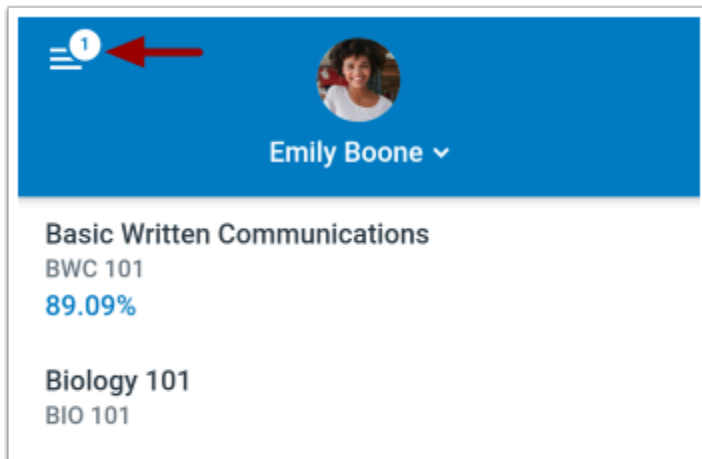 1
Emily Boone
Basic Written Communications
BWC 101
89.09%
Biology 101
BIO 101